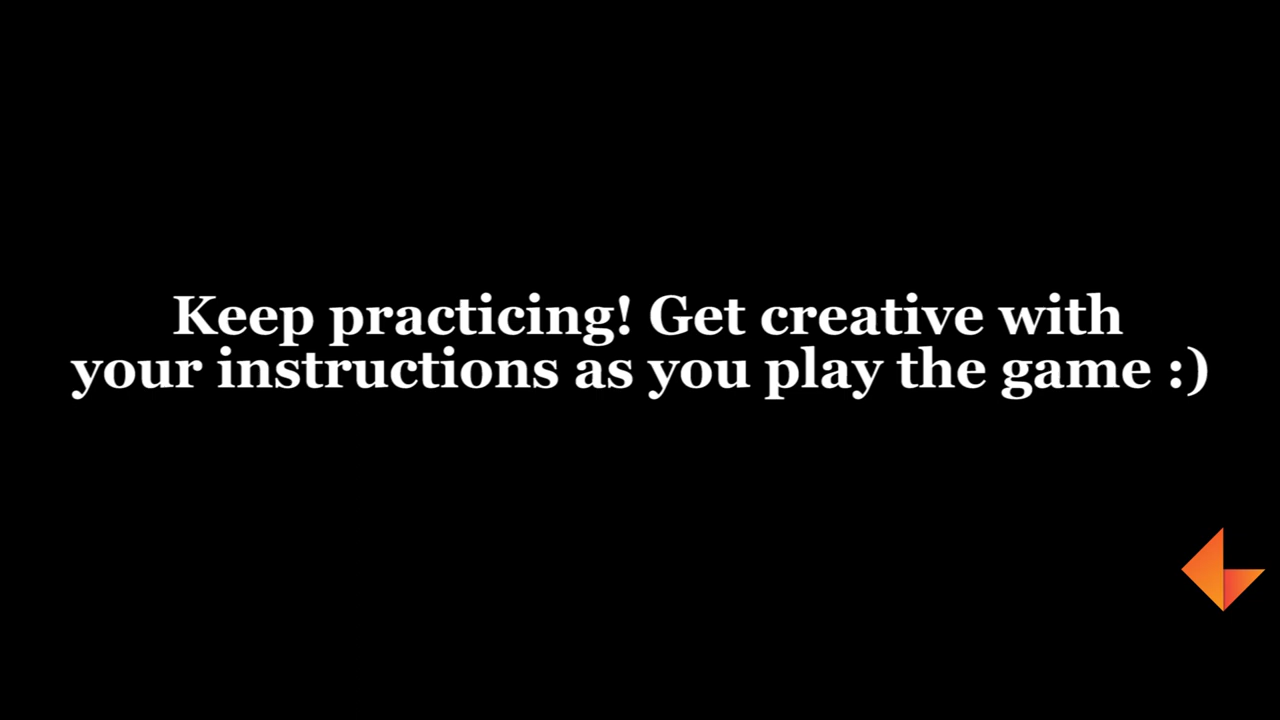 Keep practicing! Get creative with
your instructions as you play the game :)